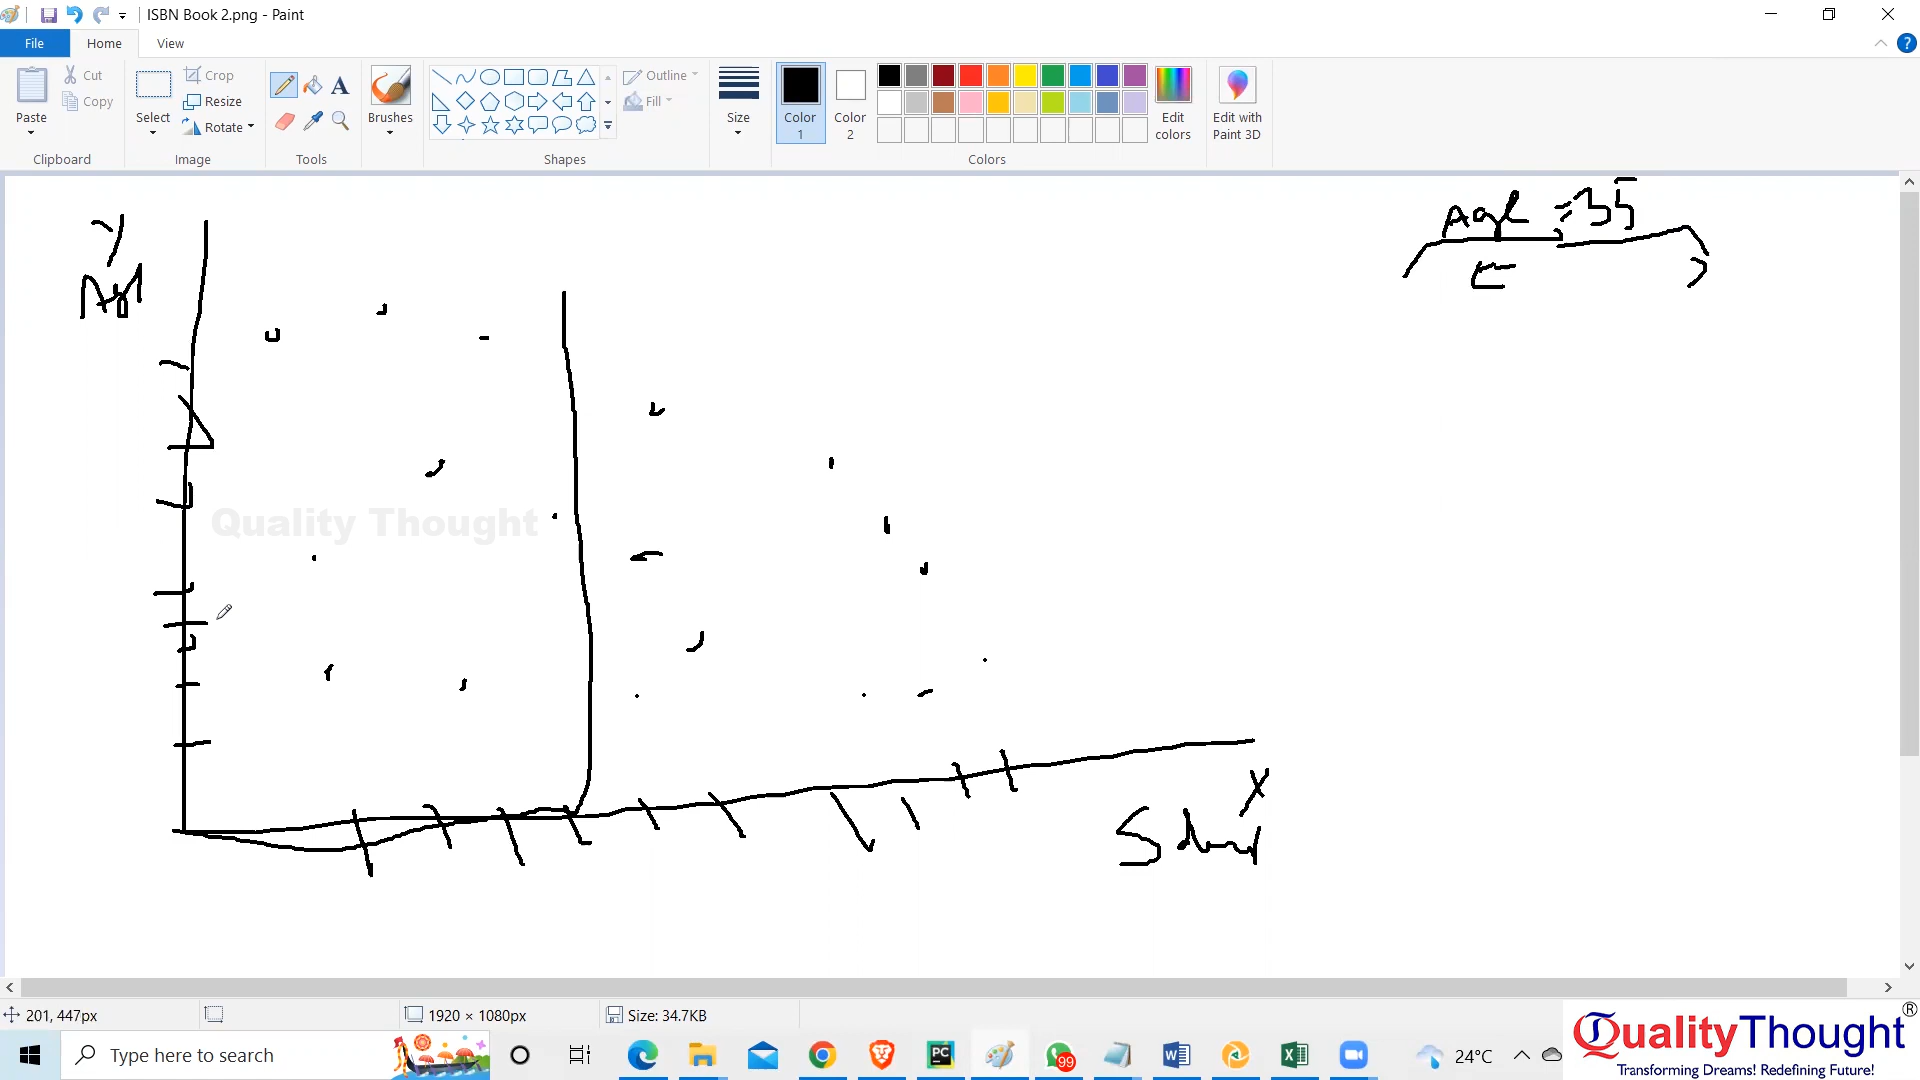 ISBN Book 2.png - Paint
File Home View
Cut
Copy
Paste
Clipboard
Select
Crop
Resize
Rotate
Image
Tools
Brushes
Outline
Fill
Shapes
Size
Color 1
Color 2
Edit colors
Colors
Edit with Paint 3D
Age = 35
Y
Age
X
Quality Thought
201, 447px
1920 × 1080px
Size: 34.7KB
Type here to search
PC
99
24°C
QualityThought®
Transforming Dreams! Redefining Future!